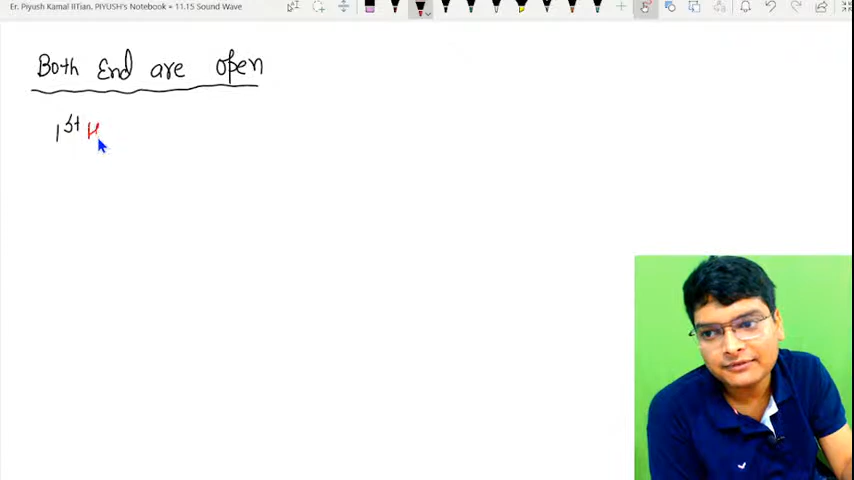 Er. Piyush Kamal IITian. PIYUSH's Notebook » 11.15 Sound Wave
Both End are open
1st H